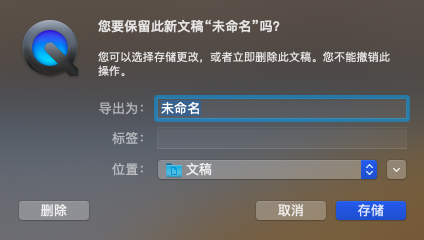 您要保留此新文稿“未命名”吗？
您可以选择存储更改，或者立即删除此文稿。您不能撤销此
操作。
导出为： 未命名
标签：
位置： 文稿
删除 取消 存储